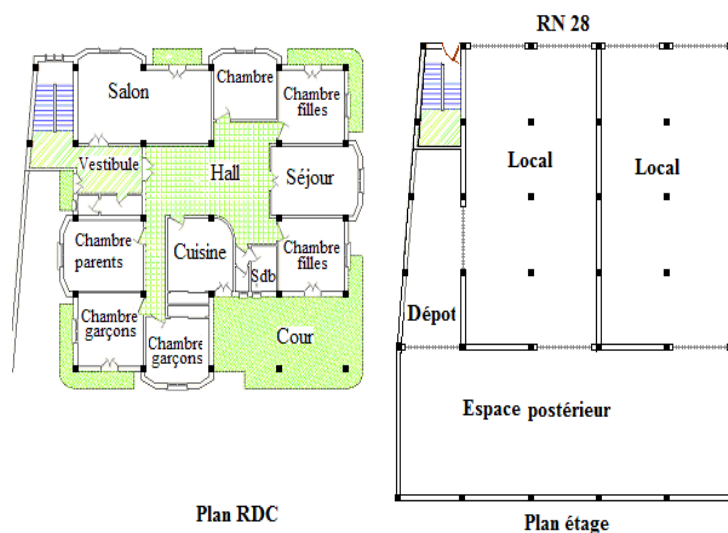 RN 28
Salon
Chambre
Chambre
filles
Vestibule
Hall
Séjour
Local
Local
Chambre
parents
Cuisine
Chambre
filles
Sdb
Chambre
garçons
Chambre
garçons
Cour
Dépot
Espace postérieur
Plan RDC
Plan étage